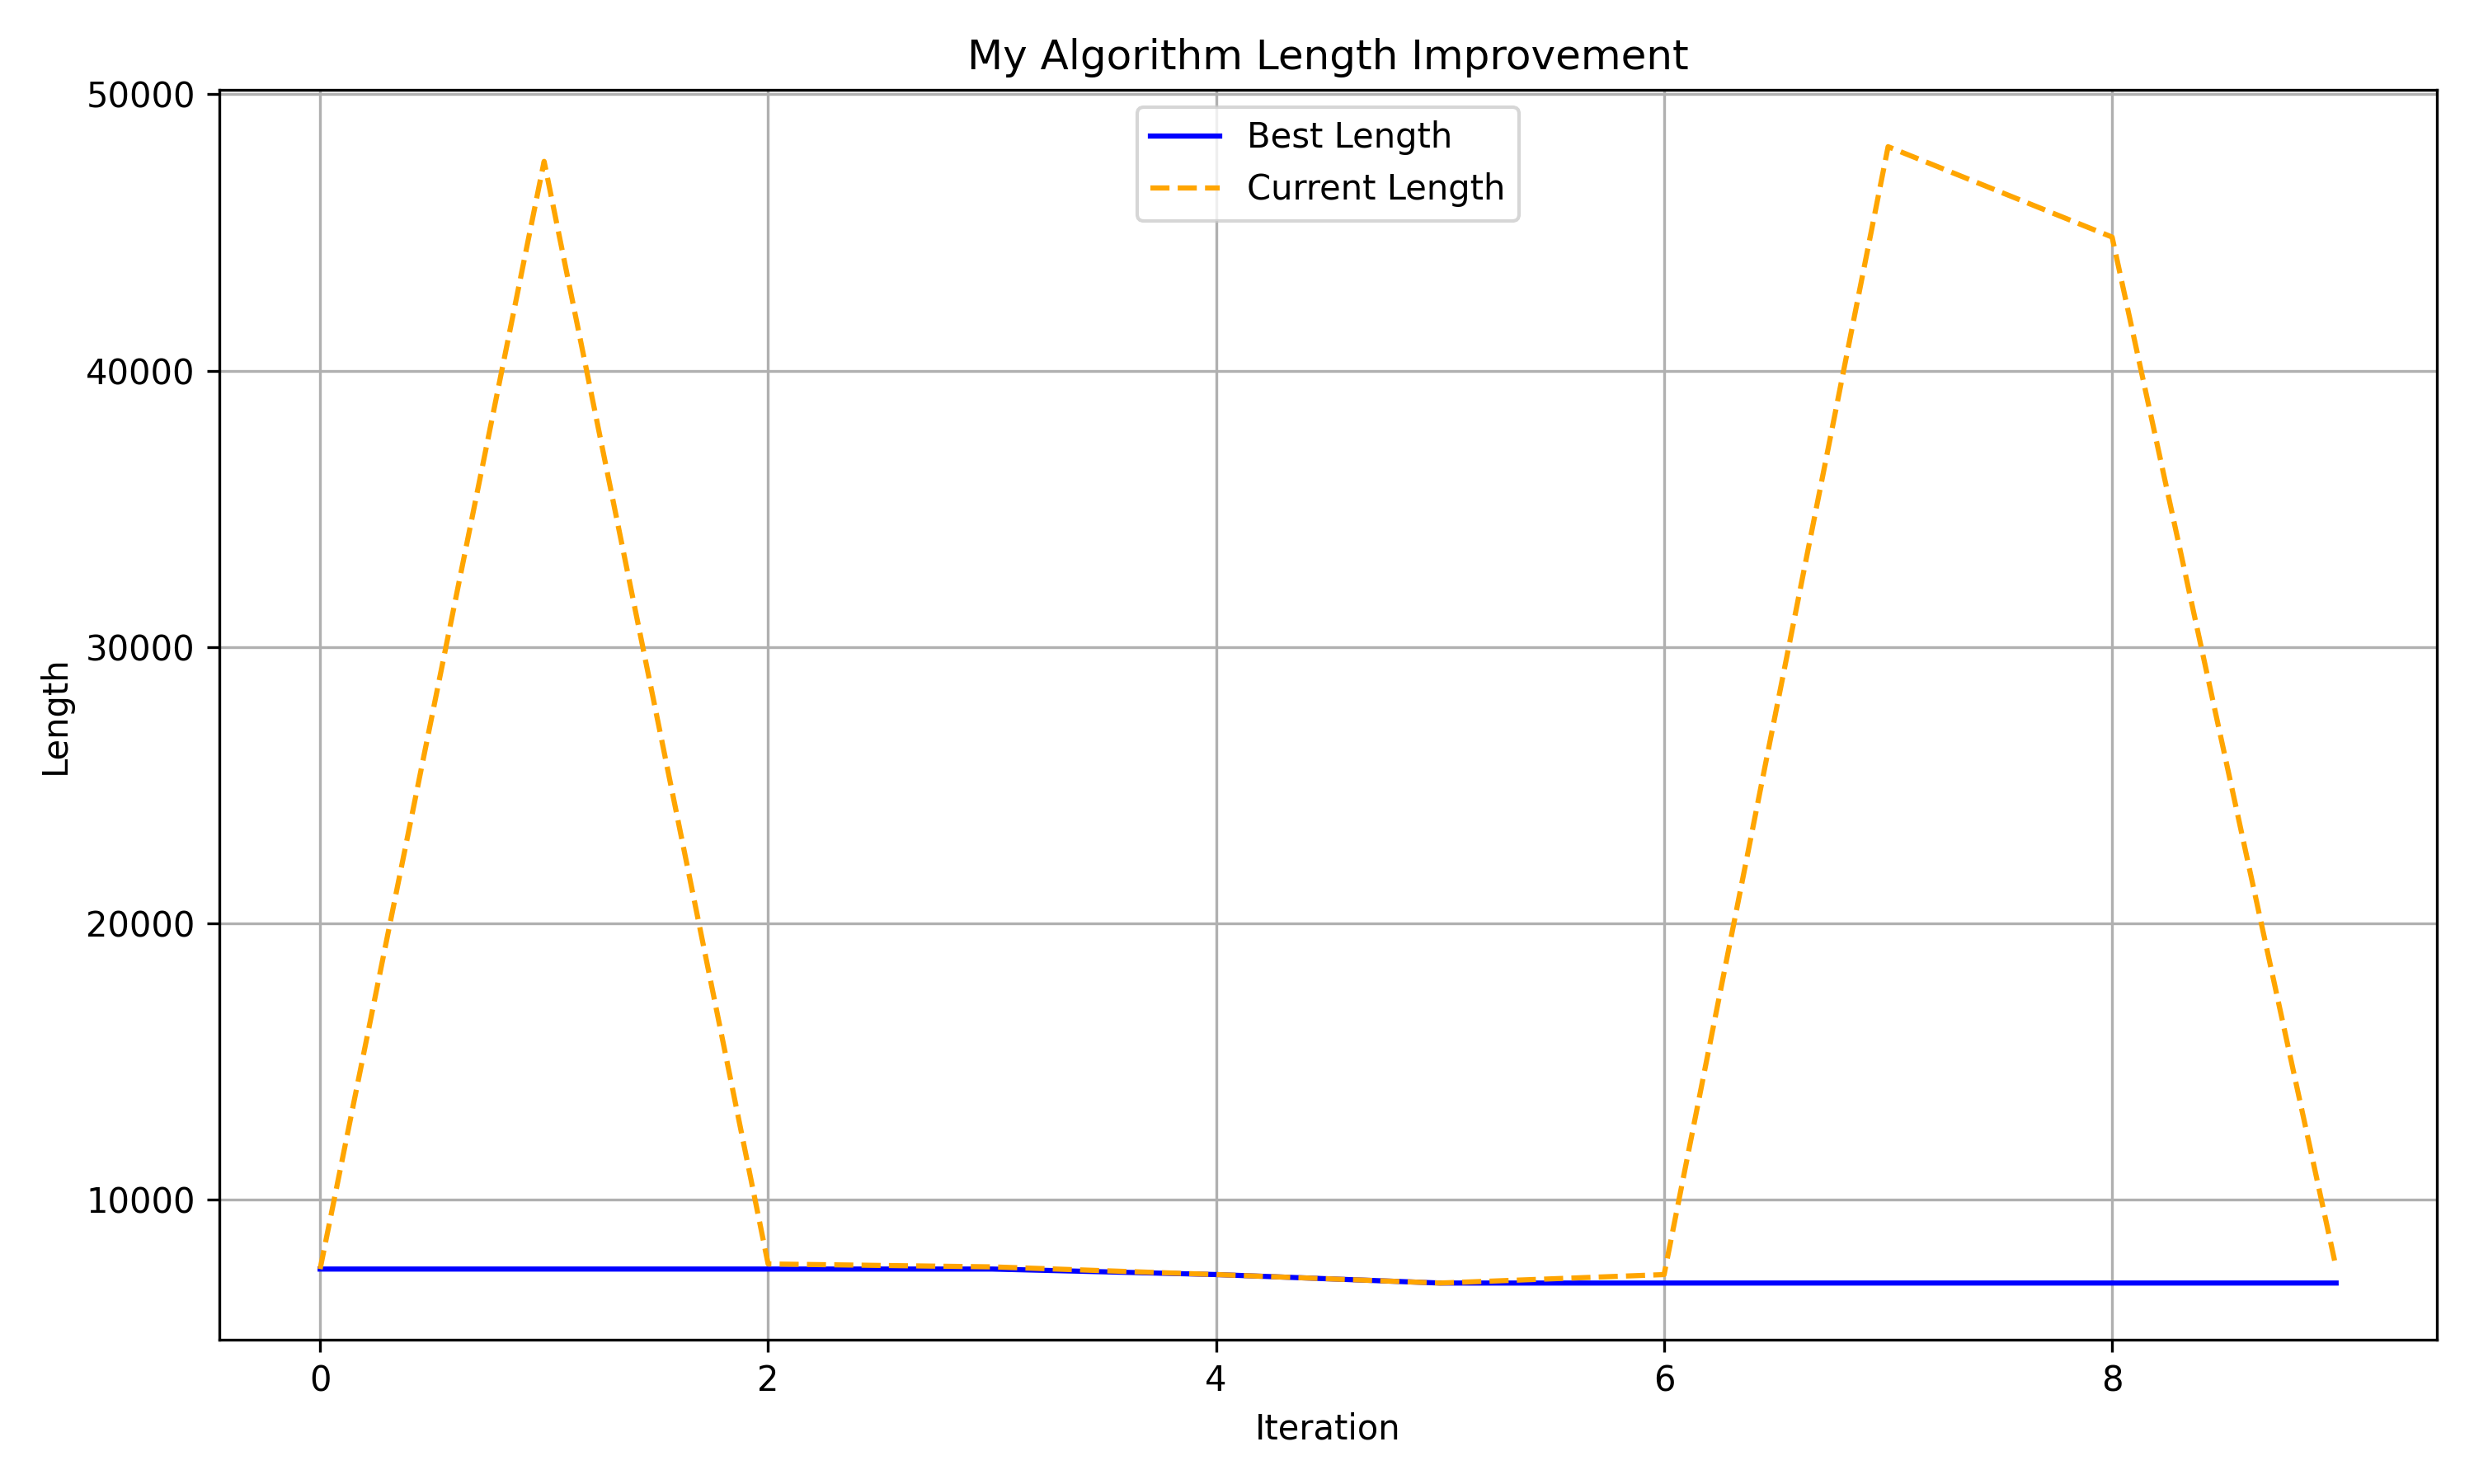 My Algorithm Length Improvement
Best Length
Current Length
50000
40000
30000
20000
10000
Length
0 2 4 6 8
Iteration